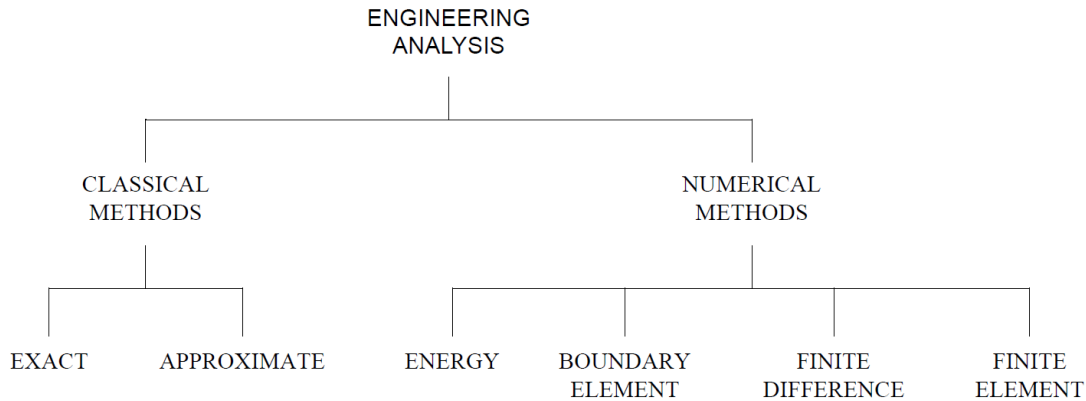 ENGINEERING
ANALYSIS
CLASSICAL
METHODS
NUMERICAL
METHODS
EXACT
APPROXIMATE
ENERGY
BOUNDARY
ELEMENT
FINITE
DIFFERENCE
FINITE
ELEMENT